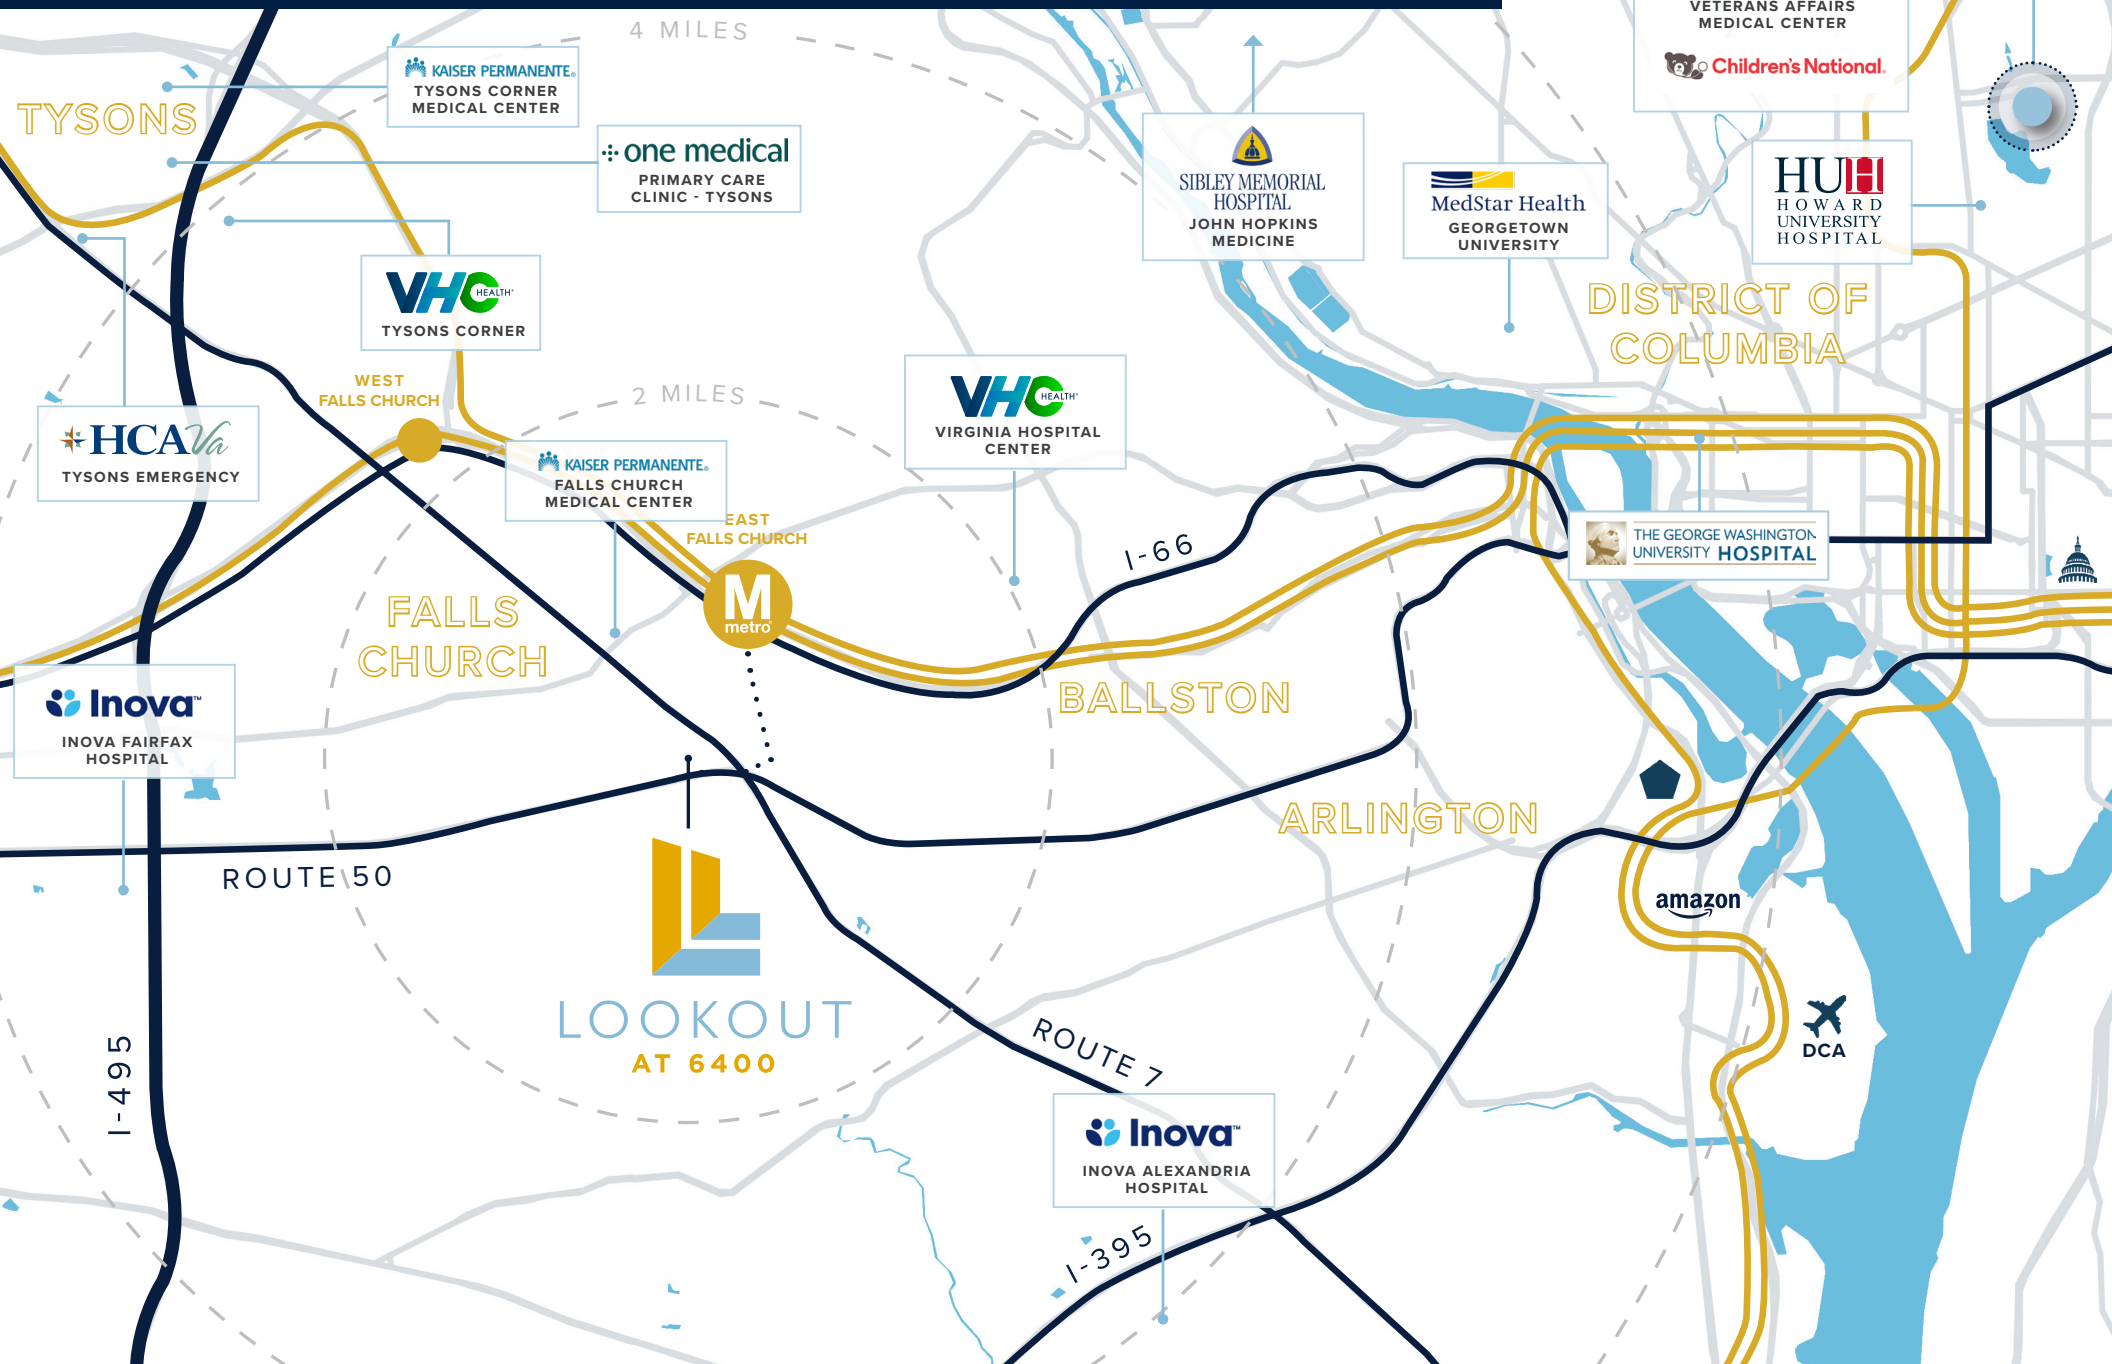 4 MILES
VETERANS AFFAIRS
MEDICAL CENTER
Children's National.
KAISER PERMANENTE®
TYSONS CORNER
MEDICAL CENTER
TYSONS
one medical
PRIMARY CARE
CLINIC - TYSONS
SIBLEY MEMORIAL
HOSPITAL
JOHN HOPKINS
MEDICINE
MedStar Health
GEORGETOWN
UNIVERSITY
HUH
HOWARD
UNIVERSITY
HOSPITAL
VHC
HEALTH
TYSONS CORNER
DISTRICT OF
COLUMBIA
WEST
FALLS CHURCH
2 MILES
VHC
HEALTH
VIRGINIA HOSPITAL
CENTER
HCAVa
TYSONS EMERGENCY
KAISER PERMANENTE®
FALLS CHURCH
MEDICAL CENTER
EAST
FALLS CHURCH
I-66
THE GEORGE WASHINGTON
UNIVERSITY HOSPITAL
M
metro
FALLS
CHURCH
BALLSTON
Inova™
INOVA FAIRFAX
HOSPITAL
ARLINGTON
ROUTE 50
amazon
LOOKOUT
AT 6400
DCA
I-495
ROUTE 7
Inova™
INOVA ALEXANDRIA
HOSPITAL
I-395